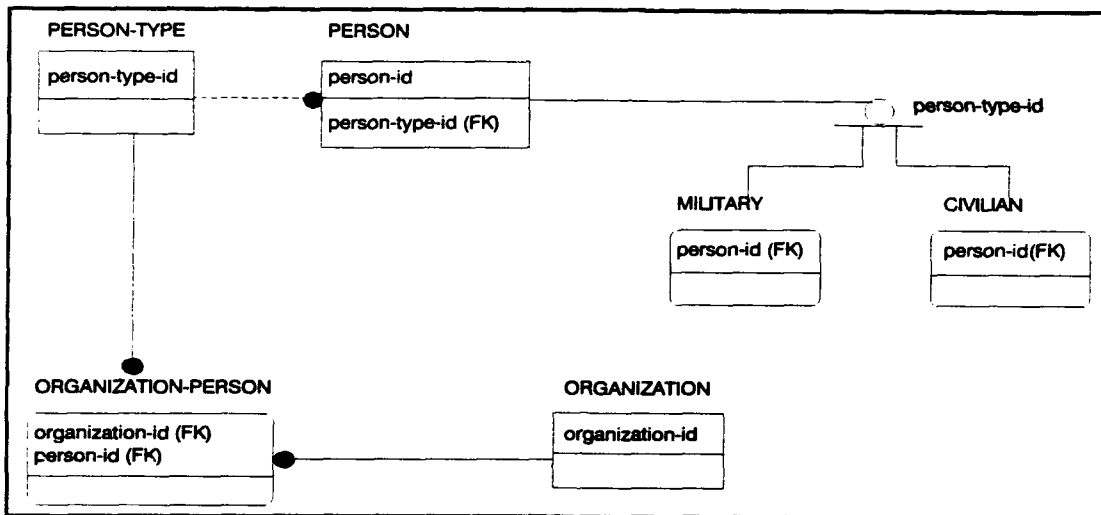 PERSON-TYPE
person-type-id
PERSON
person-id
person-type-id (FK)
person-type-id
MILITARY
person-id (FK)
CIVILIAN
person-id(FK)
ORGANIZATION-PERSON
organization-id (FK)
person-id (FK)
ORGANIZATION
organization-id